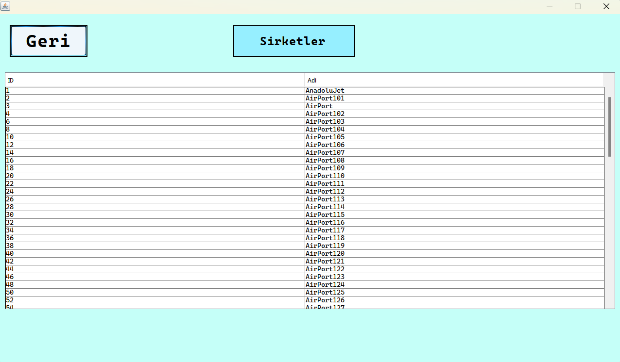 Geri
Sirketler
ID Adi
1 AnadoluJet
2 AirPort101
3 AirPort
4 AirPort102
6 AirPort103
8 AirPort104
10 AirPort105
12 AirPort106
14 AirPort107
16 AirPort108
18 AirPort109
20 AirPort110
22 AirPort111
24 AirPort112
26 AirPort113
28 AirPort114
30 AirPort115
32 AirPort116
34 AirPort117
36 AirPort118
38 AirPort119
40 AirPort120
42 AirPort121
44 AirPort122
46 AirPort123
48 AirPort124
50 AirPort125
52 AirPort126
54 AirPort127